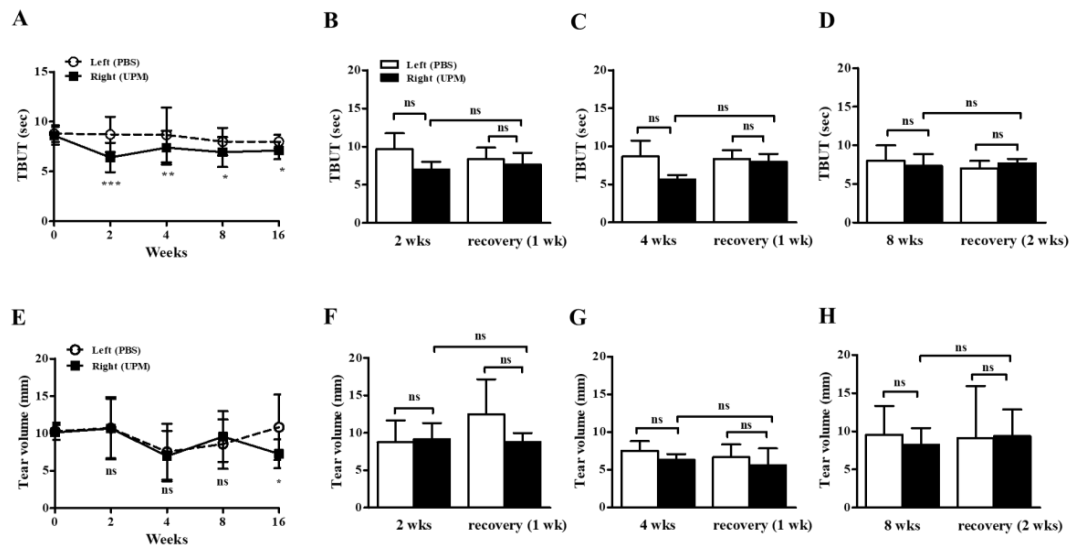 A
Left (PBS)
Right (UPM)
TBUT (sec)
15
10
5
0
***
**
*
*
0 2 4 8 16
Weeks
B
Left (PBS)
Right (UPM)
TBUT (sec)
20
15
10
5
0
ns
ns
ns
2 wks recovery (1 wk)
C
TBUT (sec)
20
15
10
5
0
ns
ns
ns
4 wks recovery (1 wk)
D
TBUT (sec)
20
15
10
5
0
ns
ns
ns
8 wks recovery (2 wks)
E
Left (PBS)
Right (UPM)
Tear volume (mm)
20
15
10
5
0
ns
ns
ns
*
0 2 4 8 16
Weeks
F
Tear volume (mm)
20
15
10
5
0
ns
ns
ns
2 wks recovery (1 wk)
G
Tear volume (mm)
20
15
10
5
0
ns
ns
ns
4 wks recovery (1 wk)
H
Tear volume (mm)
20
15
10
5
0
ns
ns
ns
8 wks recovery (2 wks)